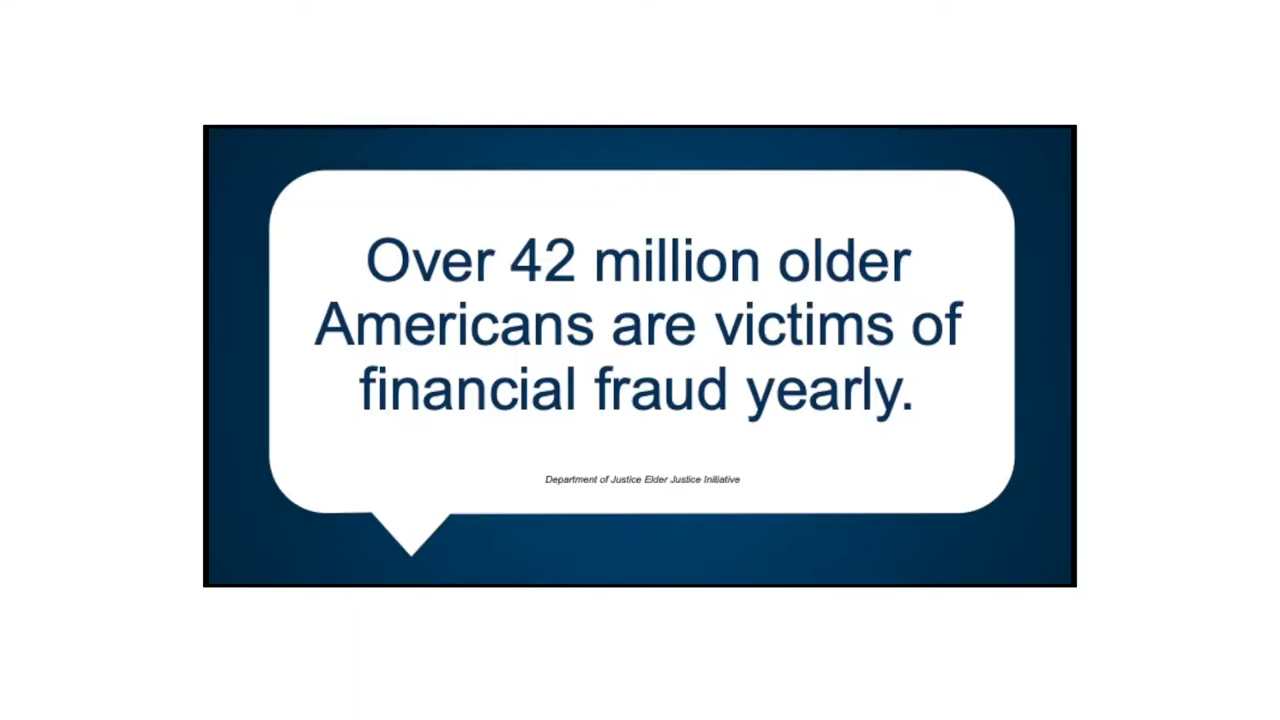 Over 42 million older
Americans are victims of
financial fraud yearly.
Department of Justice Elder Justice Initiative